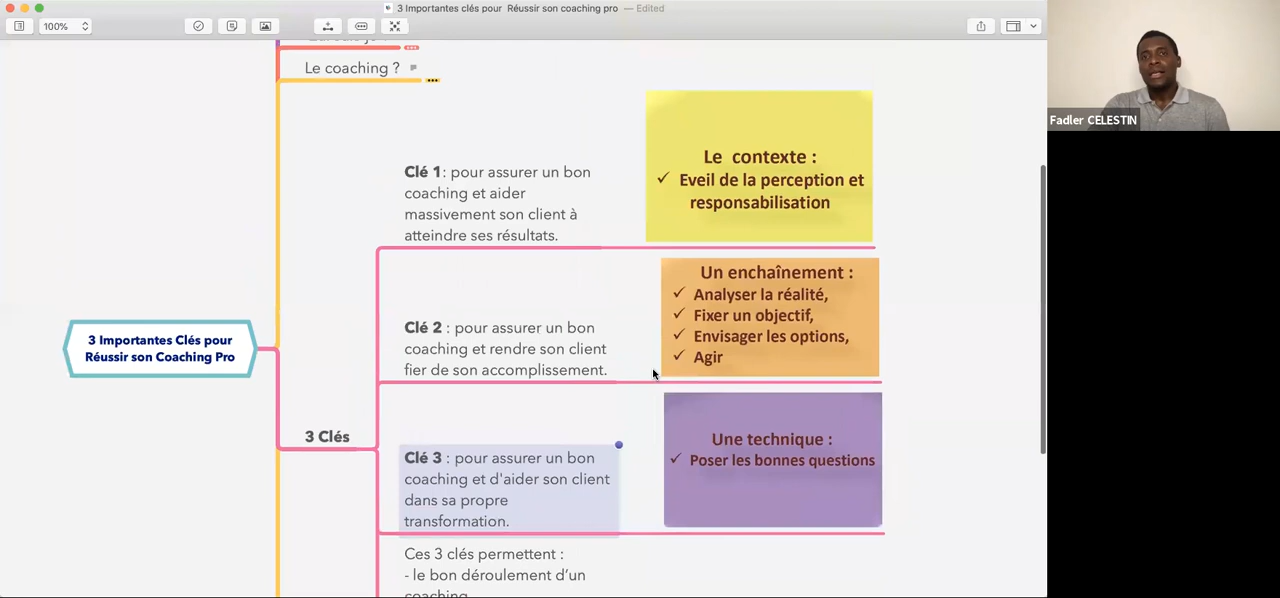 3 Importantes clés pour Réussir son coaching pro — Edited
100%
Le coaching ?
Clé 1: pour assurer un bon
coaching et aider
massivement son client à
atteindre ses résultats.
Le contexte :
✓ Eveil de la perception et
responsabilisation
Clé 2 : pour assurer un bon
coaching et rendre son client
fier de son accomplissement.
Un enchaînement :
✓ Analyser la réalité,
✓ Fixer un objectif,
✓ Envisager les options,
✓ Agir
3 Importantes Clés pour
Réussir son Coaching Pro
3 Clés
Clé 3 : pour assurer un bon
coaching et d'aider son client
dans sa propre
transformation.
Une technique :
✓ Poser les bonnes questions
Ces 3 clés permettent :
- le bon déroulement d’un
coaching
Fadler CELESTIN